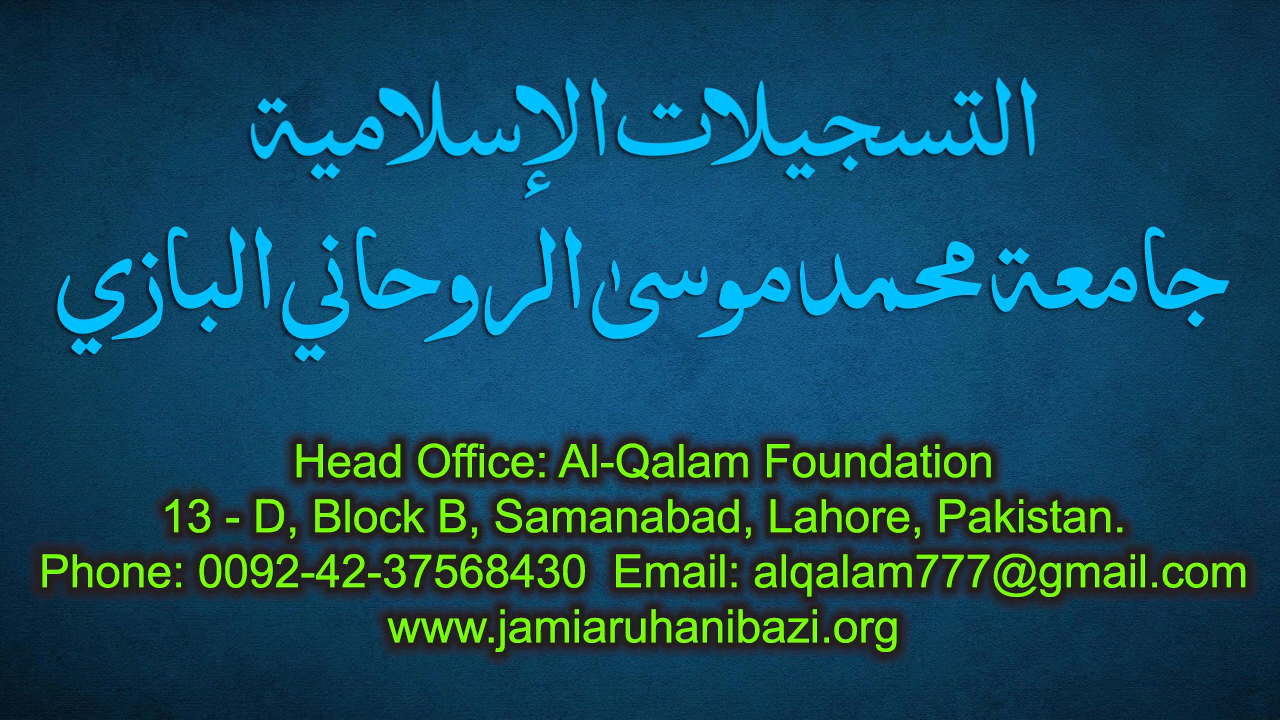 التسجيلات الإسلامية
جامعة محمد موسىٰ الروحاني البازي
Head Office: Al-Qalam Foundation
13 - D, Block B, Samanabad, Lahore, Pakistan.
Phone: 0092-42-37568430  Email: alqalam777@gmail.com
www.jamiaruhanibazi.org